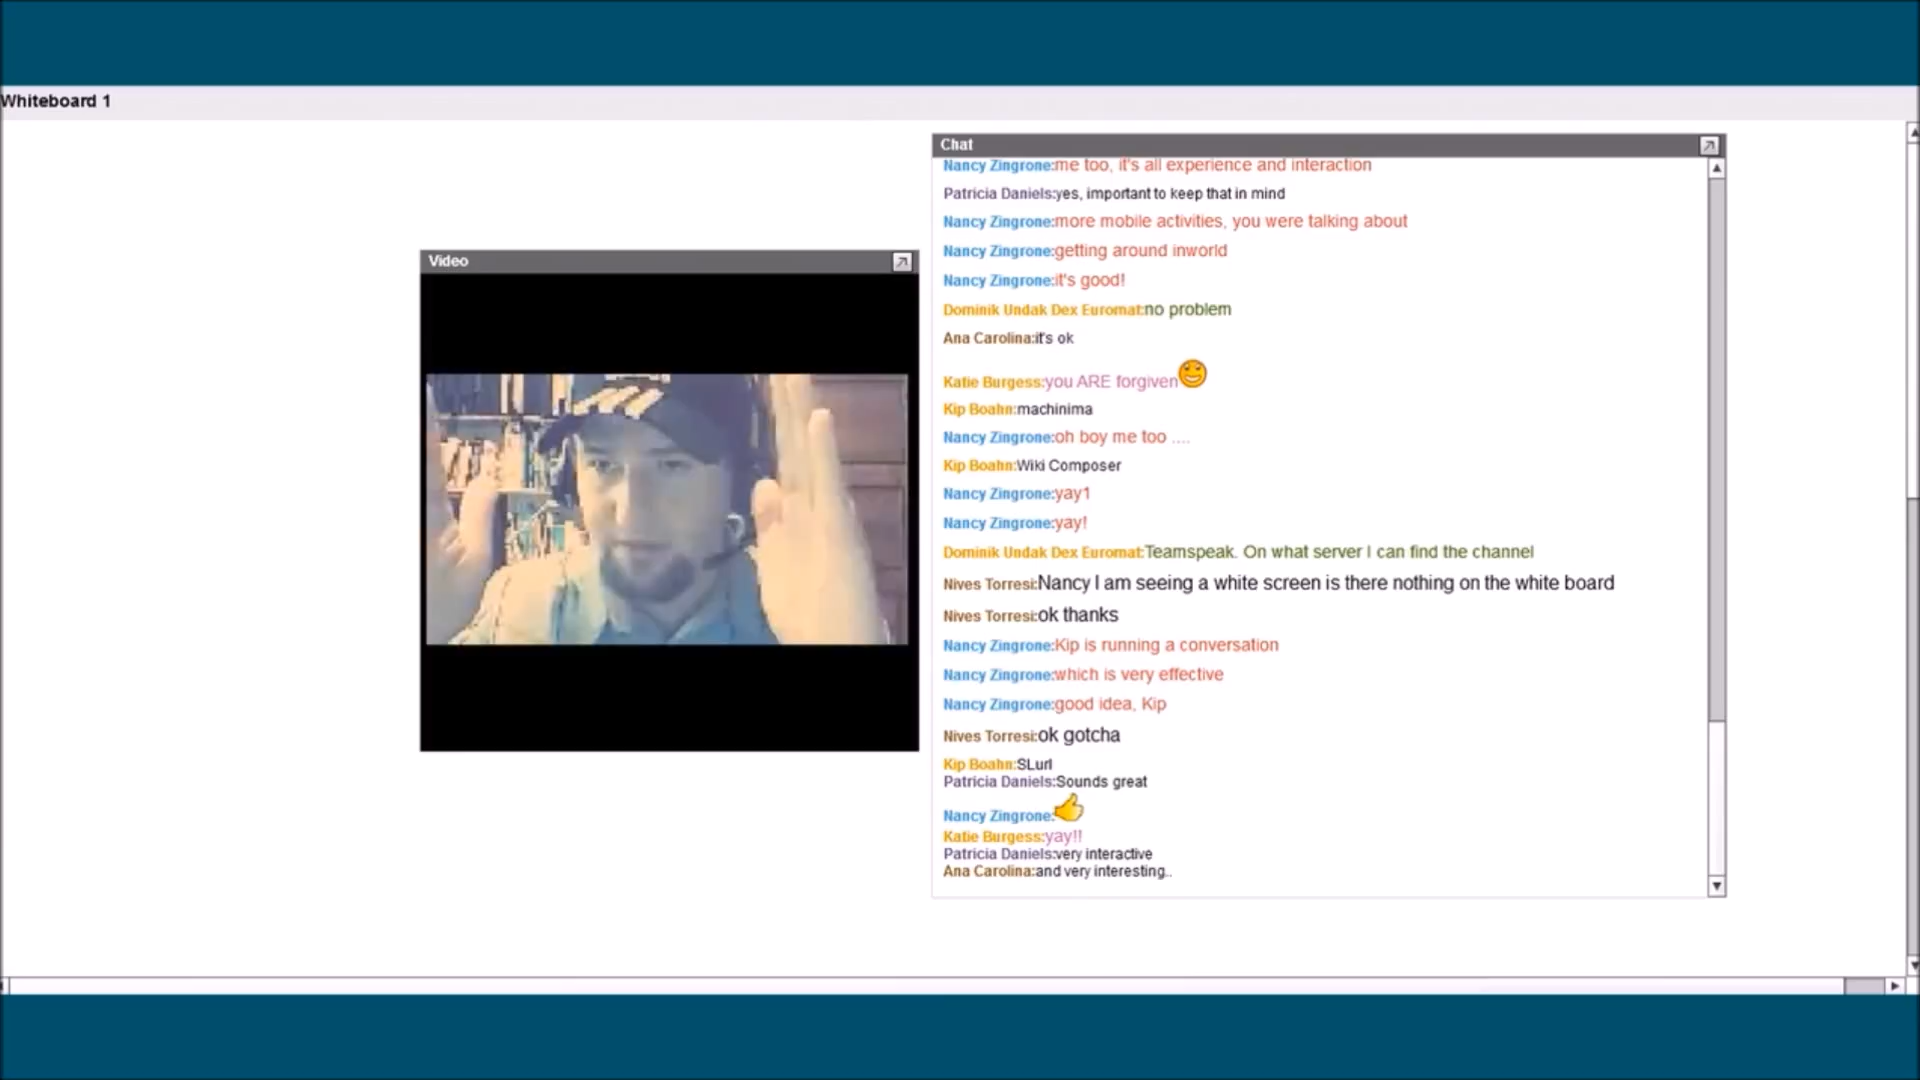 Whiteboard 1
Chat
Nancy Zingrone:me too, it's all experience and interaction
Patricia Daniels:yes, important to keep that in mind
Nancy Zingrone:more mobile activities, you were talking about
Nancy Zingrone:getting around inworld
Video
Nancy Zingrone:it's good!
Dominik Undak Dex Euromat:no problem
Ana Carolina:it's ok
Katie Burgess:you ARE forgiven
Kip Boahn:machinima
Nancy Zingrone:oh boy me too ....
Kip Boahn:Wiki Composer
Nancy Zingrone:yay1
Nancy Zingrone:yay!
Dominik Undak Dex Euromat:Teamspeak. On what server I can find the channel
Nives Torresi:Nancy I am seeing a white screen is there nothing on the white board
Nives Torresi:ok thanks
Nancy Zingrone:Kip is running a conversation
Nancy Zingrone:which is very effective
Nancy Zingrone:good idea, Kip
Nives Torresi:ok gotcha
Kip Boahn:SLurl
Patricia Daniels:Sounds great
Nancy Zingrone:
Katie Burgess:yay!!
Patricia Daniels:very interactive
Ana Carolina:and very interesting..